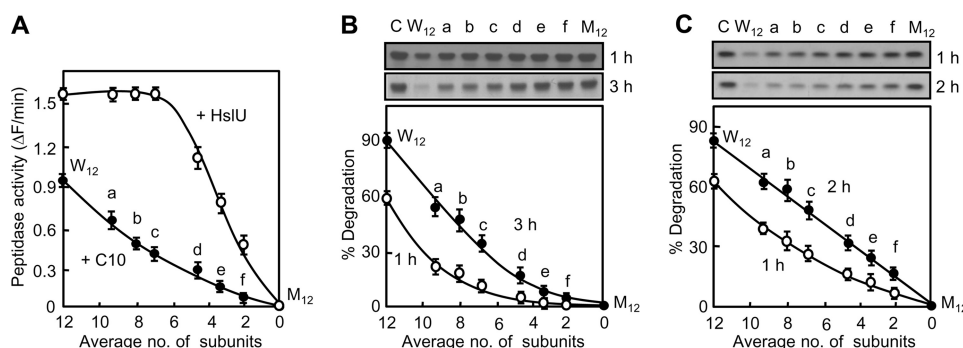 A
Peptidase activity (ΔF/min)
1.5
1.2
0.9
0.6
0.3
0
+ HslU
W12
a
b
c
d
e
f
+ C10
M12
12 10 8 6 4 2 0
Average no. of subunits
B
C W12 a b c d e f M12
1 h
3 h
% Degradation
90
60
30
0
W12
a
b
c
d
e
f
3 h
1 h
12 10 8 6 4 2 0
Average no. of subunits
C
C W12 a b c d e f M12
1 h
2 h
% Degradation
90
60
30
0
W12
a
b
c
d
e
f
2 h
1 h
M12
12 10 8 6 4 2 0
Average no. of subunits